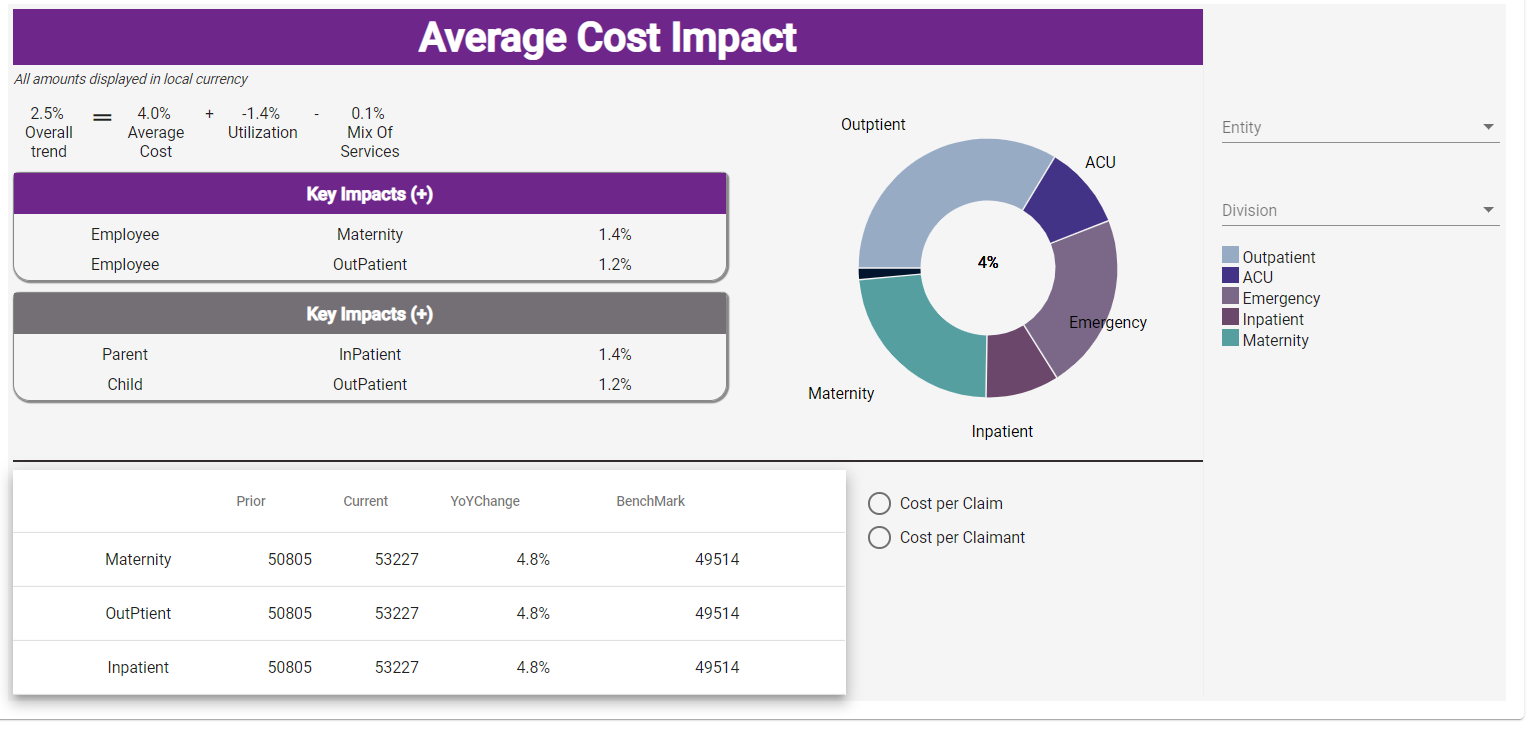 Average Cost Impact
All amounts displayed in local currency
2.5% = 4.0% + -1.4% - 0.1%
Overall Average Utilization Mix Of
trend Cost Services
Key Impacts (+)
Employee Maternity 1.4%
Employee OutPatient 1.2%
Key Impacts (+)
Parent InPatient 1.4%
Child OutPatient 1.2%
Outptient
ACU
4%
Emergency
Maternity
Inpatient
Entity
Division
Outpatient
ACU
Emergency
Inpatient
Maternity
Prior Current YoYChange BenchMark
Maternity 50805 53227 4.8% 49514
OutPtient 50805 53227 4.8% 49514
Inpatient 50805 53227 4.8% 49514
Cost per Claim
Cost per Claimant